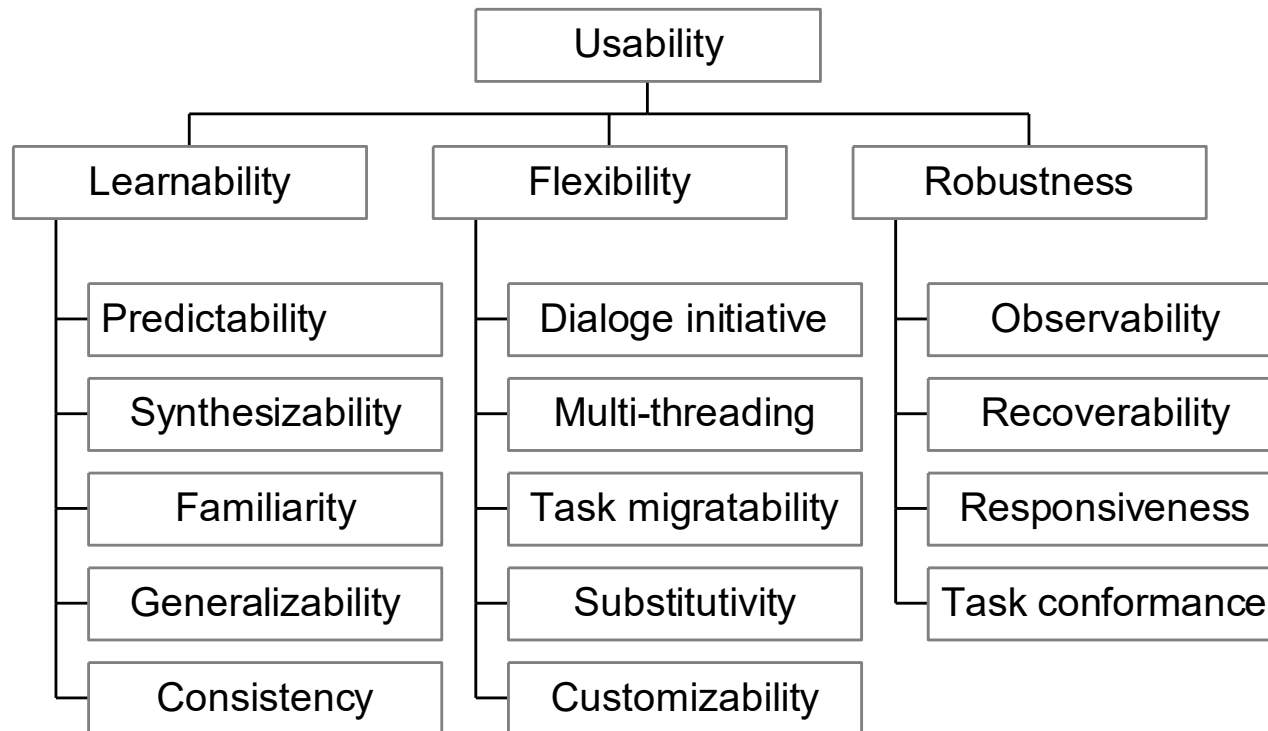 Usability
Learnability
Flexibility
Robustness
Predictability
Synthesizability
Familiarity
Generalizability
Consistency
Dialoge initiative
Multi-threading
Task migratability
Substitutivity
Customizability
Observability
Recoverability
Responsiveness
Task conformance